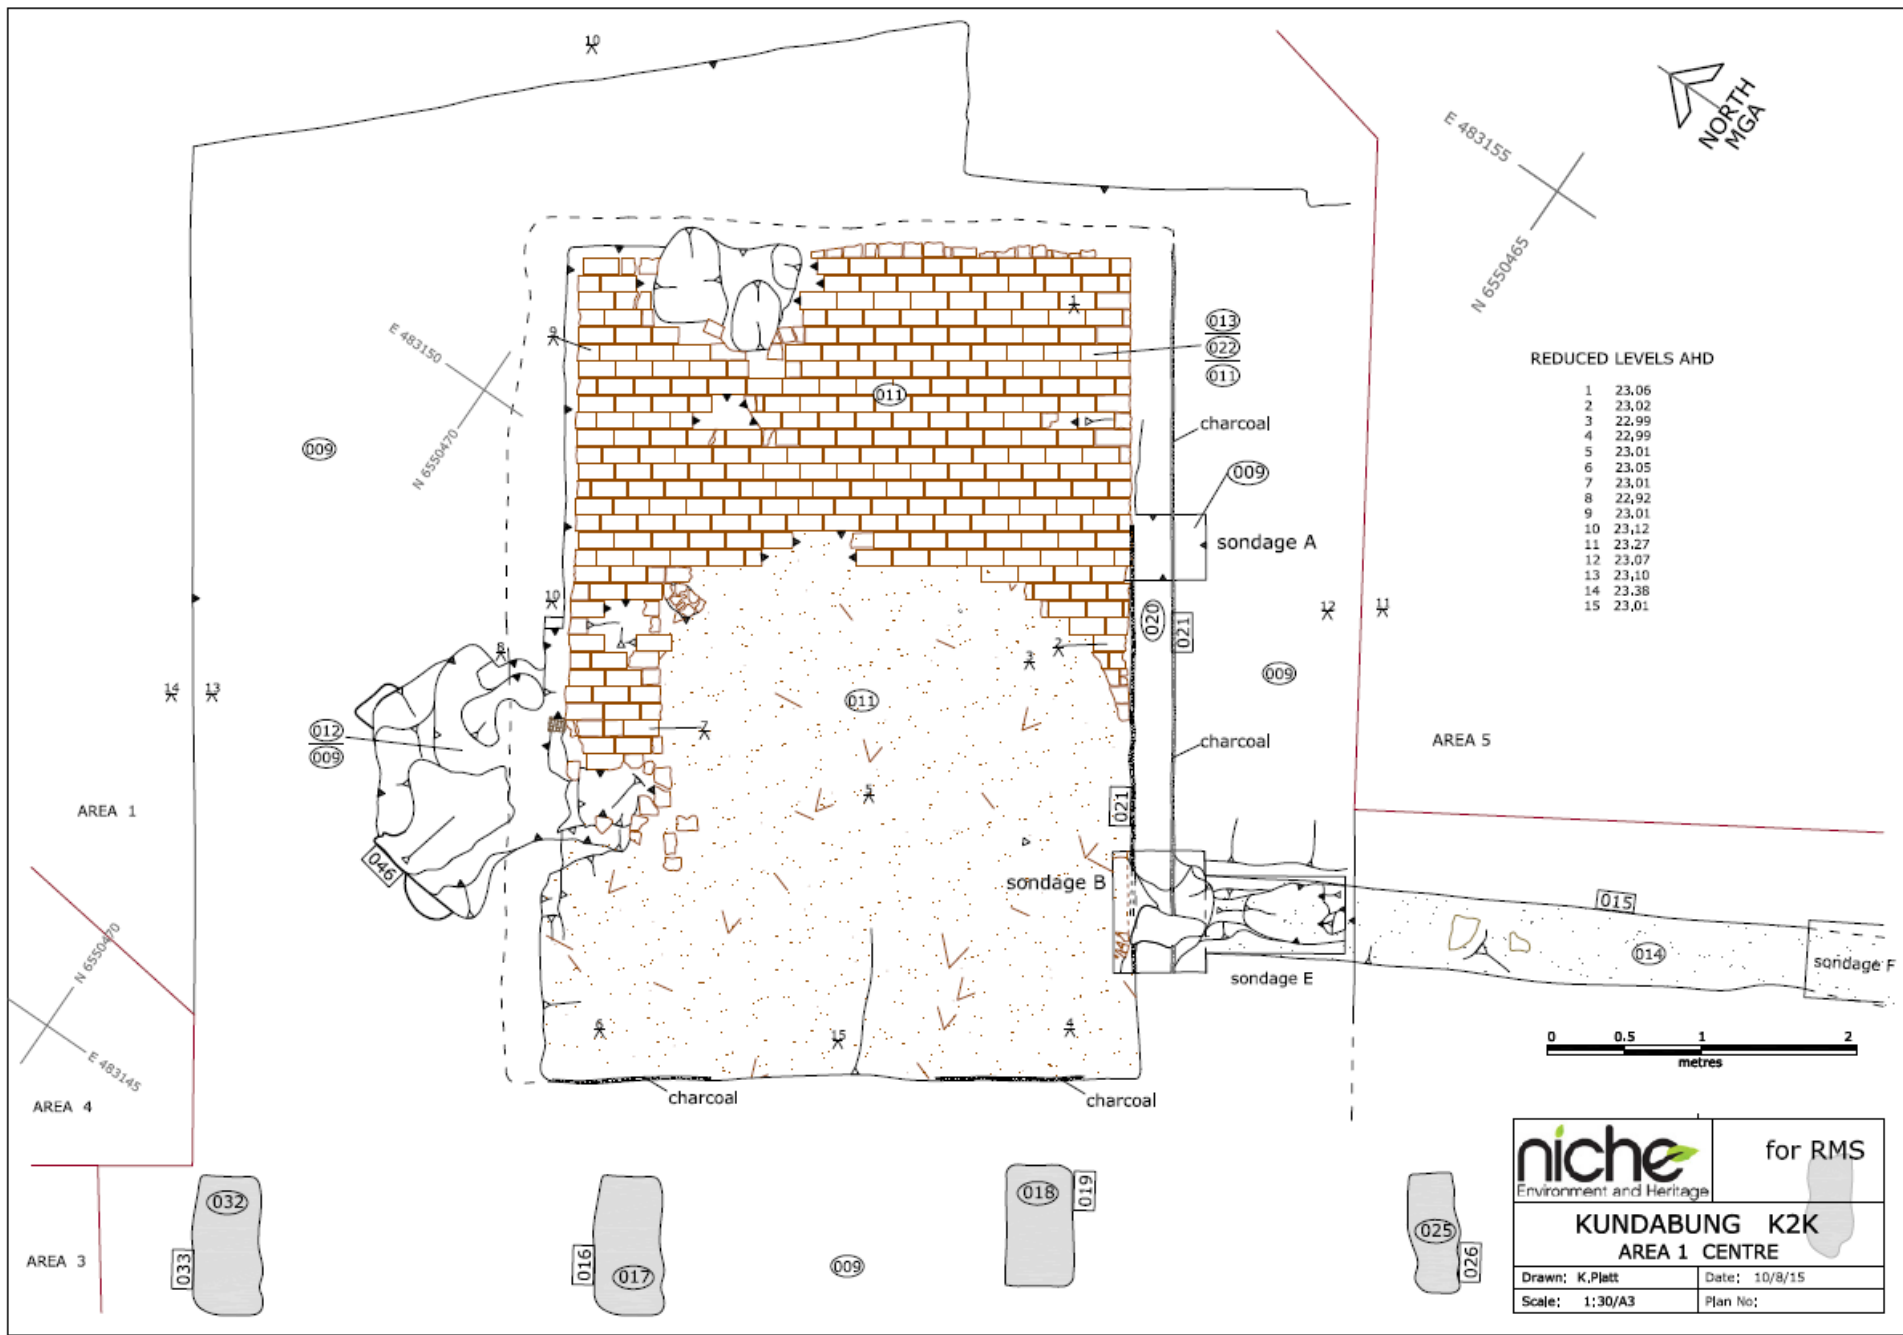 10
NORTH
MGA
E 483155
N 6550465
1
013
022
011
9
E 483150
011
REDUCED LEVELS AHD
1 23.06
2 23.02
3 22.99
4 22.99
5 23.01
6 23.05
7 23.01
8 22.92
9 23.01
10 23.12
11 23.27
12 23.07
13 23.10
14 23.38
15 23.01
charcoal
009
N 6550470
009
sondage A
10
12
11
020
021
8
2
3
009
14
13
011
012
009
7
charcoal
AREA 5
5
021
AREA 1
046
sondage B
015
014
sondage F
sondage E
N 6550470
6
15
4
0 0.5 1 2
metres
E 483145
charcoal
charcoal
AREA 4
niche
Environment and Heritage
for RMS
032
018
019
KUNDABUNG K2K
AREA 1 CENTRE
025
026
AREA 3
033
016
017
009
Drawn: K.Platt
Date: 10/8/15
Scale: 1:30/A3
Plan No: